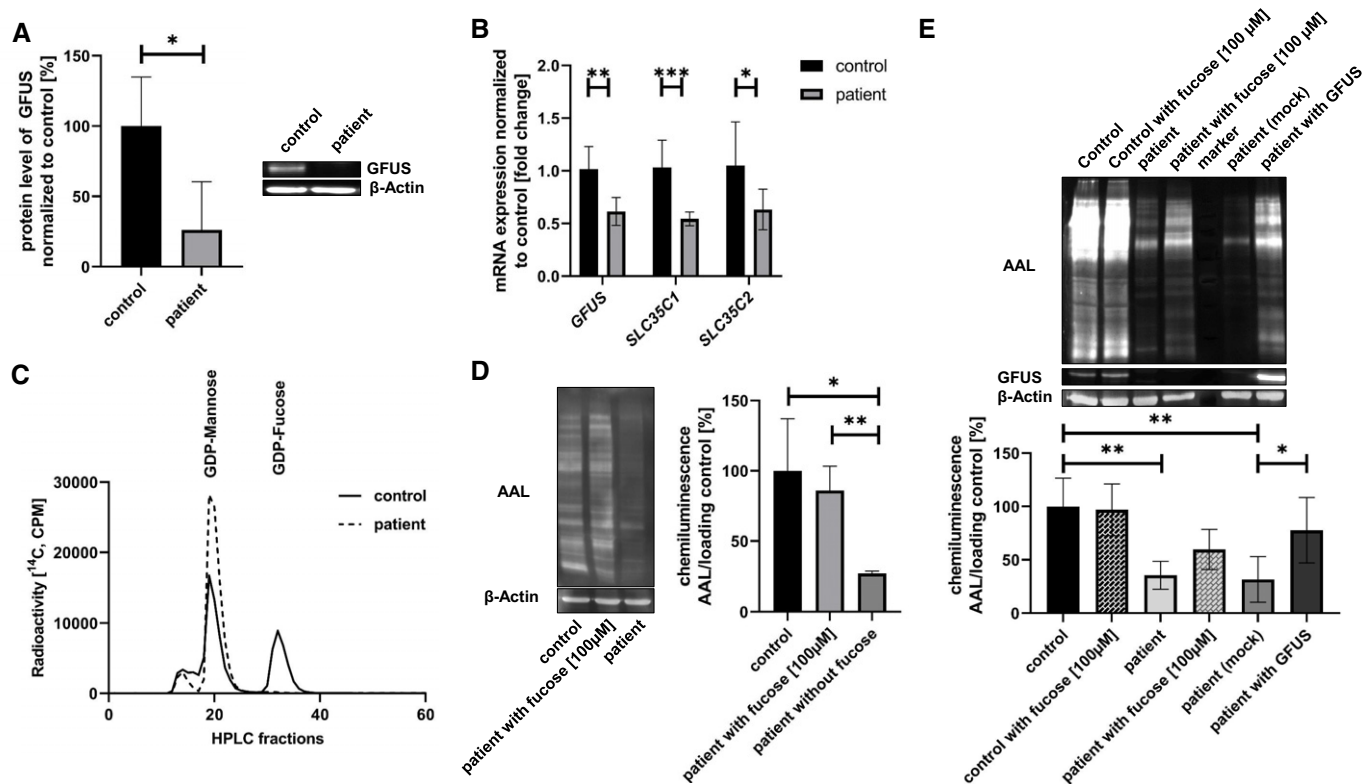 A
protein level of GFUS
normalized to control [%]
150
100
50
0
*
control
patient
control
patient
GFUS
β-Actin
B
mRNA expression normalized
to control [fold change]
2.0
1.5
1.0
0.5
0.0
**
***
*
GFUS
SLC35C1
SLC35C2
control
patient
C
GDP-Mannose
GDP-Fucose
Radioactivity [14C, CPM]
30000
20000
10000
0
0
20
40
60
HPLC fractions
control
patient
D
AAL
β-Actin
control
patient with fucose [100µM]
patient
chemiluminescence
AAL/loading control [%]
150
100
50
0
*
**
control
patient with fucose [100µM]
patient without fucose
E
Control
Control with fucose [100 µM]
patient
patient with fucose [100 µM]
marker
patient (mock)
patient with GFUS
AAL
GFUS
β-Actin
chemiluminescence
AAL/loading control [%]
150
100
50
0
**
**
*
control
control with fucose [100µM]
patient
patient with fucose [100µM]
patient (mock)
patient with GFUS